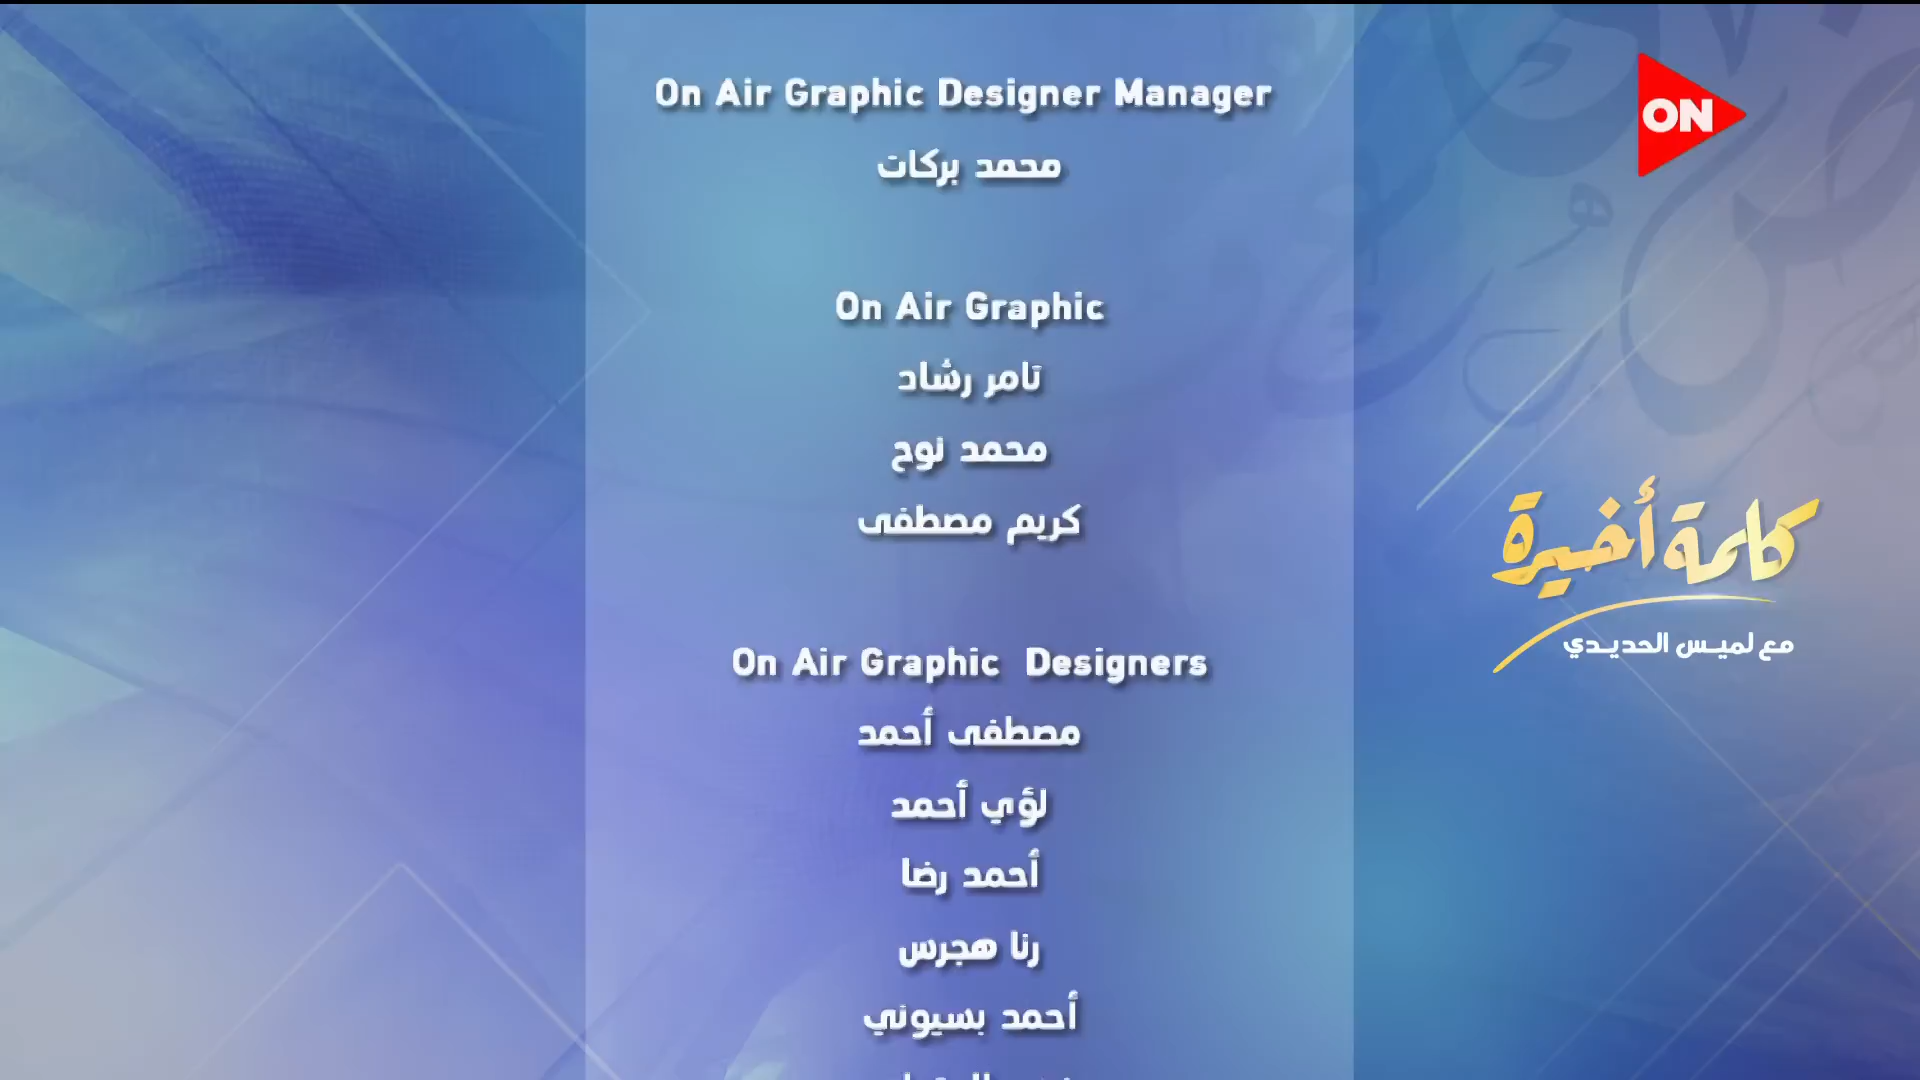 On Air Graphic Designer Manager
محمد بركات
On Air Graphic
تامر رشاد
محمد نوح
كريم مصطفى
On Air Graphic Designers
مصطفى أحمد
لؤي أحمد
أحمد رضا
رنا هجرس
أحمد بسيوني
ON
كلمة أخيرة
مع لميس الحديدي